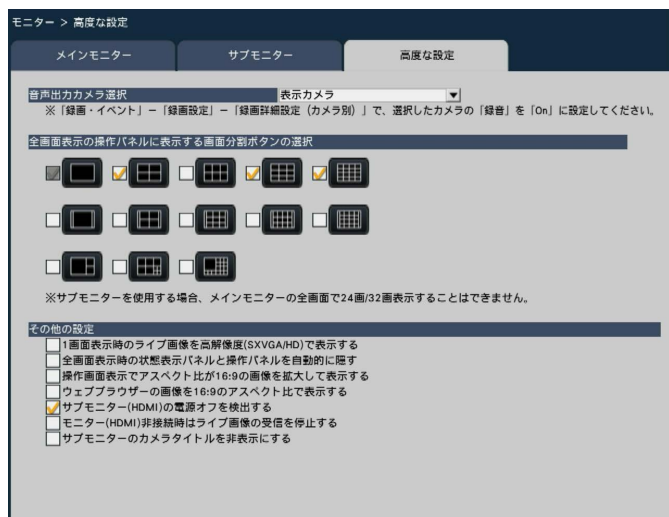 モニター > 高度な設定
メインモニター サブモニター 高度な設定
音声出力カメラ選択 表示カメラ
※「録画・イベント」－「録画設定」－「録画詳細設定（カメラ別）」で、選択したカメラの「録音」を「On」に設定してください。
全画面表示の操作パネルに表示する画面分割ボタンの選択
※サブモニターを使用する場合、メインモニターの全画面で24画/32画表示することはできません。
その他の設定
1画面表示時のライブ画像を高解像度(SXVGA/HD)で表示する
全画面表示時の状態表示パネルと操作パネルを自動的に隠す
操作画面表示でアスペクト比が16:9の画像を拡大して表示する
ウェブブラウザーの画像を16:9のアスペクト比で表示する
サブモニター(HDMI)の電源オフを検出する
モニター(HDMI)非接続時はライブ画像の受信を停止する
サブモニターのカメラタイトルを非表示にする